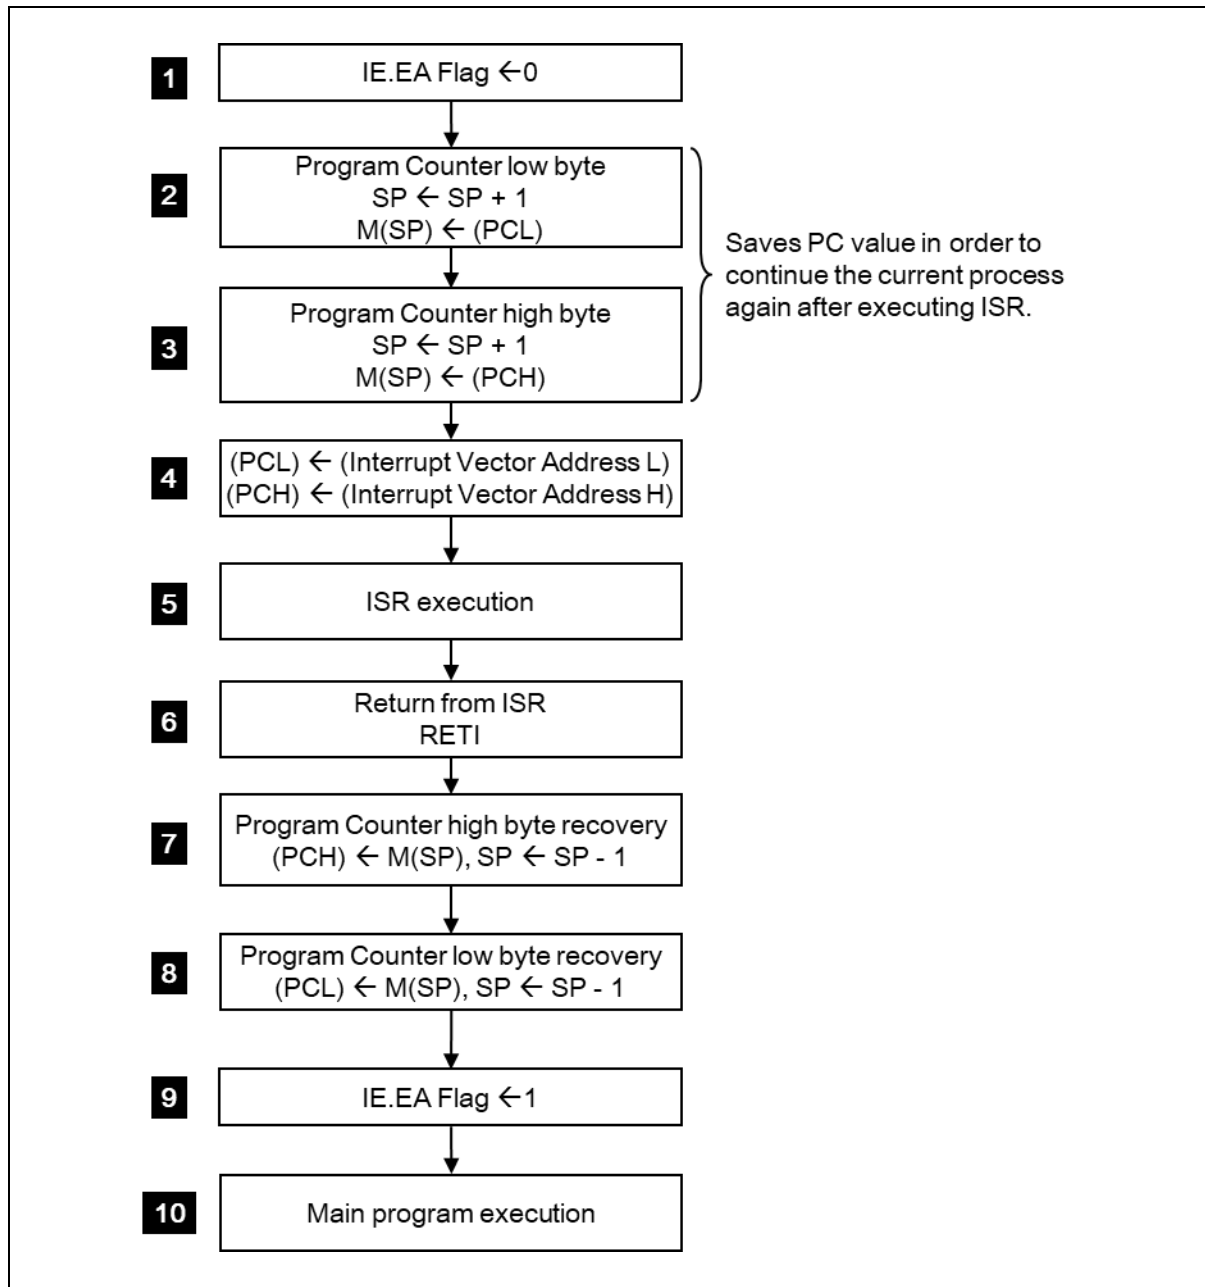 1
IE.EA Flag ←0
2
Program Counter low byte
SP ← SP + 1
M(SP) ← (PCL)
3
Program Counter high byte
SP ← SP + 1
M(SP) ← (PCH)
Saves PC value in order to
continue the current process
again after executing ISR.
4
(PCL) ← (Interrupt Vector Address L)
(PCH) ← (Interrupt Vector Address H)
5
ISR execution
6
Return from ISR
RETI
7
Program Counter high byte recovery
(PCH) ← M(SP), SP ← SP - 1
8
Program Counter low byte recovery
(PCL) ← M(SP), SP ← SP - 1
9
IE.EA Flag ←1
10
Main program execution